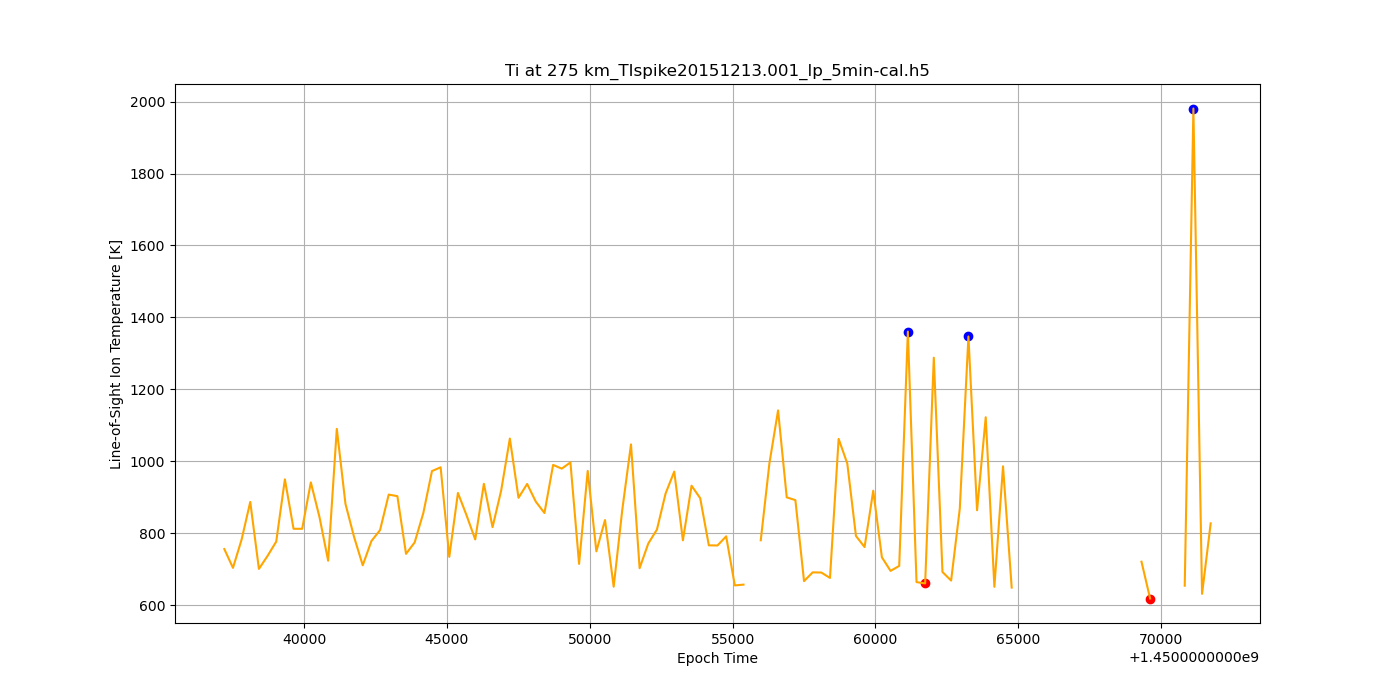 Ti at 275 km_TIspike20151213.001_lp_5min-cal.h5
Line-of-Sight Ion Temperature [K]
2000
1800
1600
1400
1200
1000
800
600
40000 45000 50000 55000 60000 65000 70000
Epoch Time
+1.4500000000e9